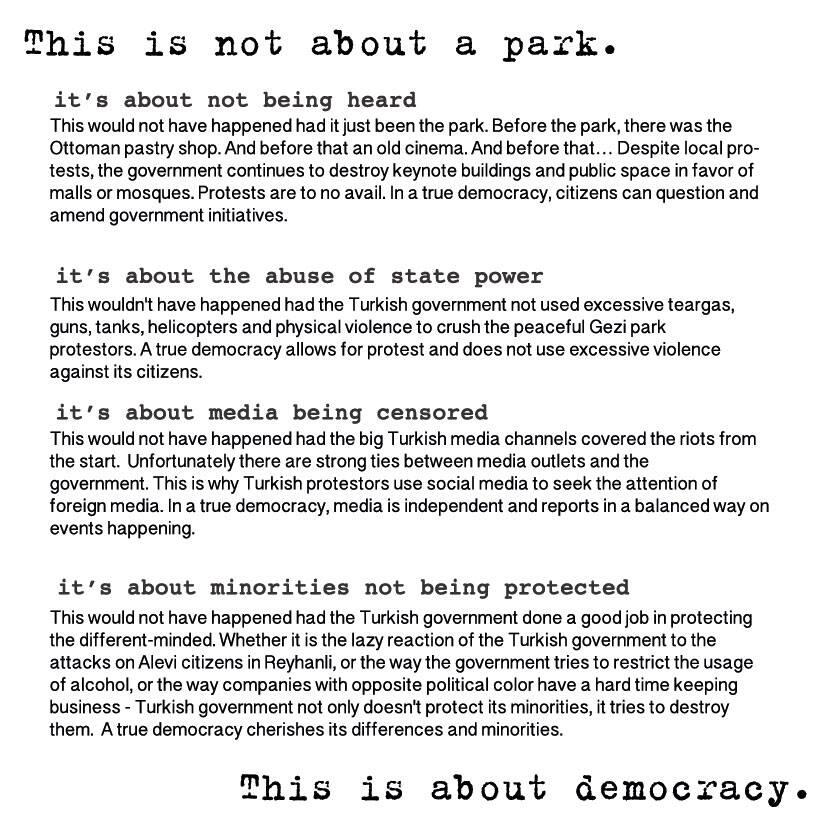 This is not about a park.
it's about not being heard
This would not have happened had it just been the park. Before the park, there was the
Ottoman pastry shop. And before that an old cinema. And before that... Despite local pro-
tests, the government continues to destroy keynote buildings and public space in favor of
malls or mosques. Protests are to no avail. In a true democracy, citizens can question and
amend government initiatives.
it's about the abuse of state power
This wouldn't have happened had the Turkish government not used excessive teargas,
guns, tanks, helicopters and physical violence to crush the peaceful Gezi park
protestors. A true democracy allows for protest and does not use excessive violence
against its citizens.
it's about media being censored
This would not have happened had the big Turkish media channels covered the riots from
the start. Unfortunately there are strong ties between media outlets and the
government. This is why Turkish protestors use social media to seek the attention of
foreign media. In a true democracy, media is independent and reports in a balanced way on
events happening.
it's about minorities not being protected
This would not have happened had the Turkish government done a good job in protecting
the different-minded. Whether it is the lazy reaction of the Turkish government to the
attacks on Alevi citizens in Reyhanli, or the way the government tries to restrict the usage
of alcohol, or the way companies with opposite political color have a hard time keeping
business - Turkish government not only doesn't protect its minorities, it tries to destroy
them. A true democracy cherishes its differences and minorities.
This is about democracy.